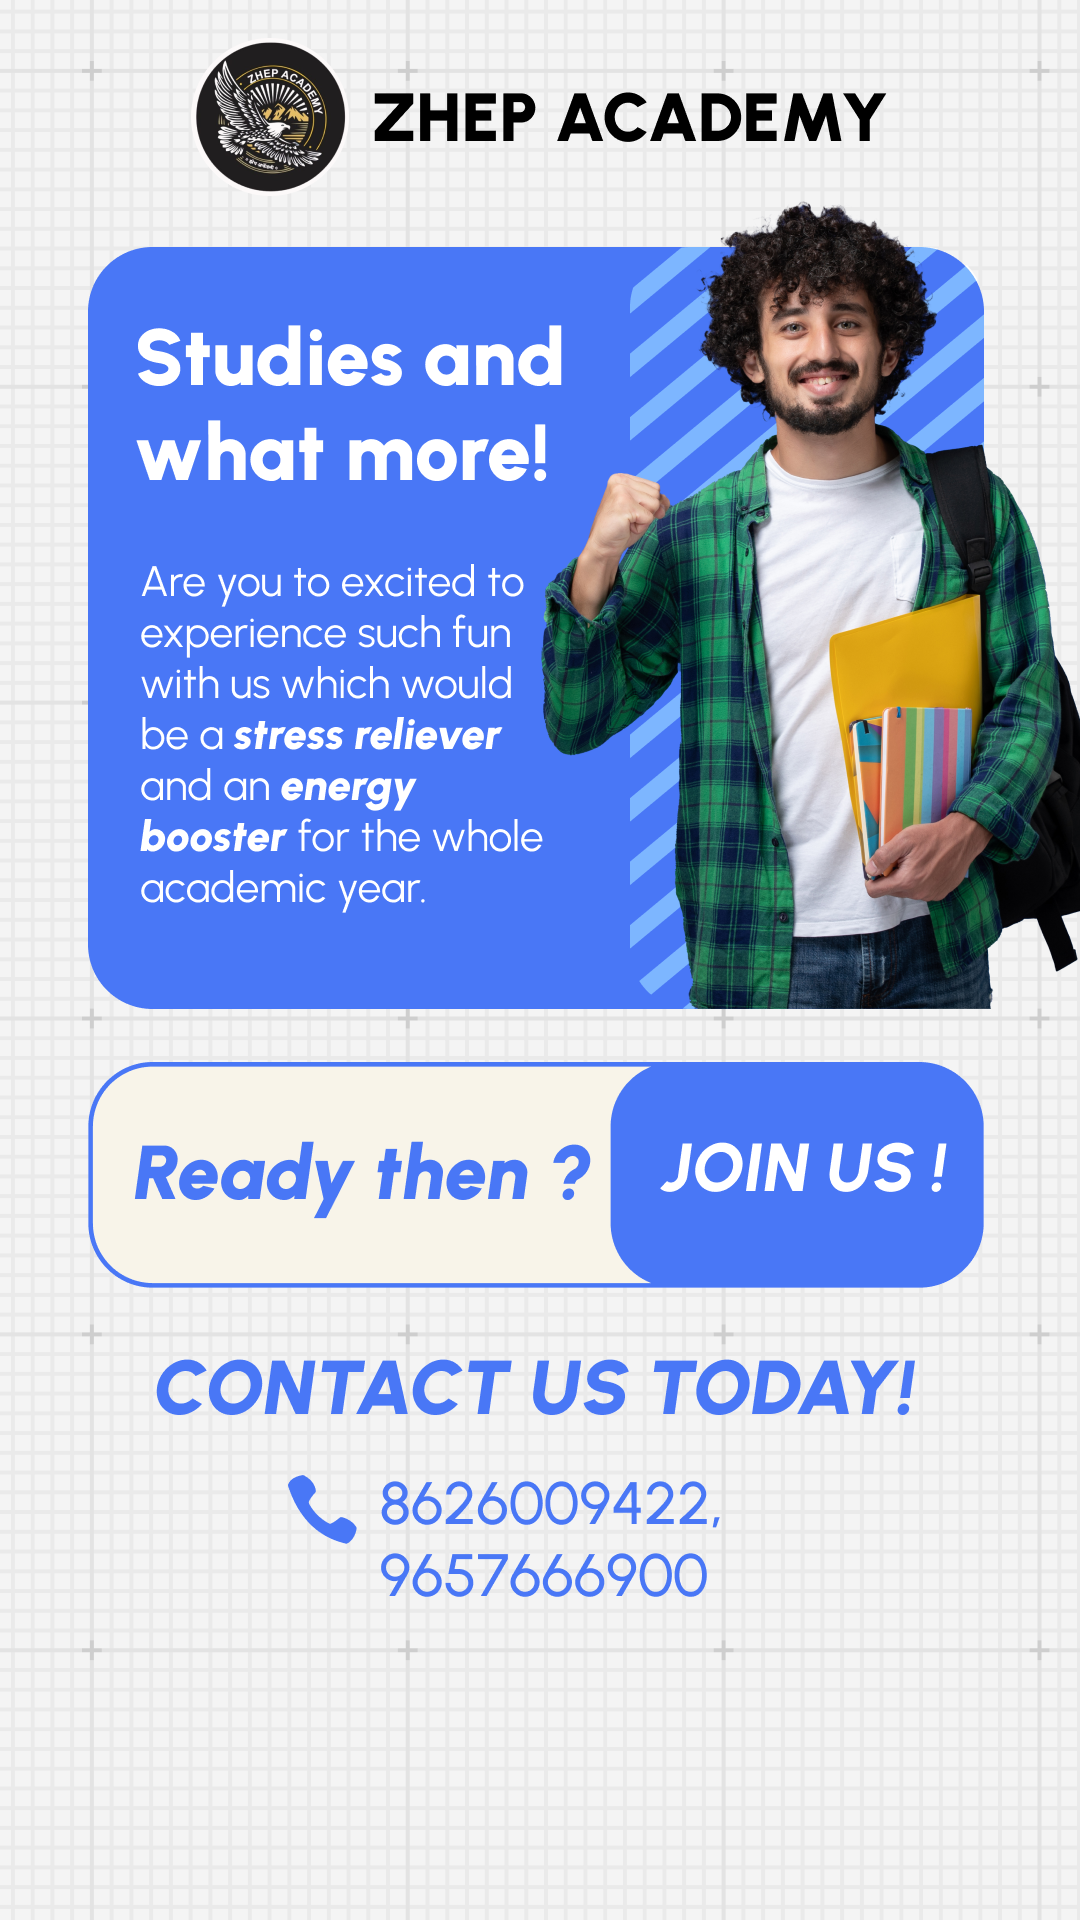 ZHEP ACADEMY
ZHEP ACADEMY
Studies and
what more!
Are you to excited to
experience such fun
with us which would
be a stress reliever
and an energy
booster for the whole
academic year.
Ready then ?
JOIN US !
CONTACT US TODAY!
8626009422,
9657666900